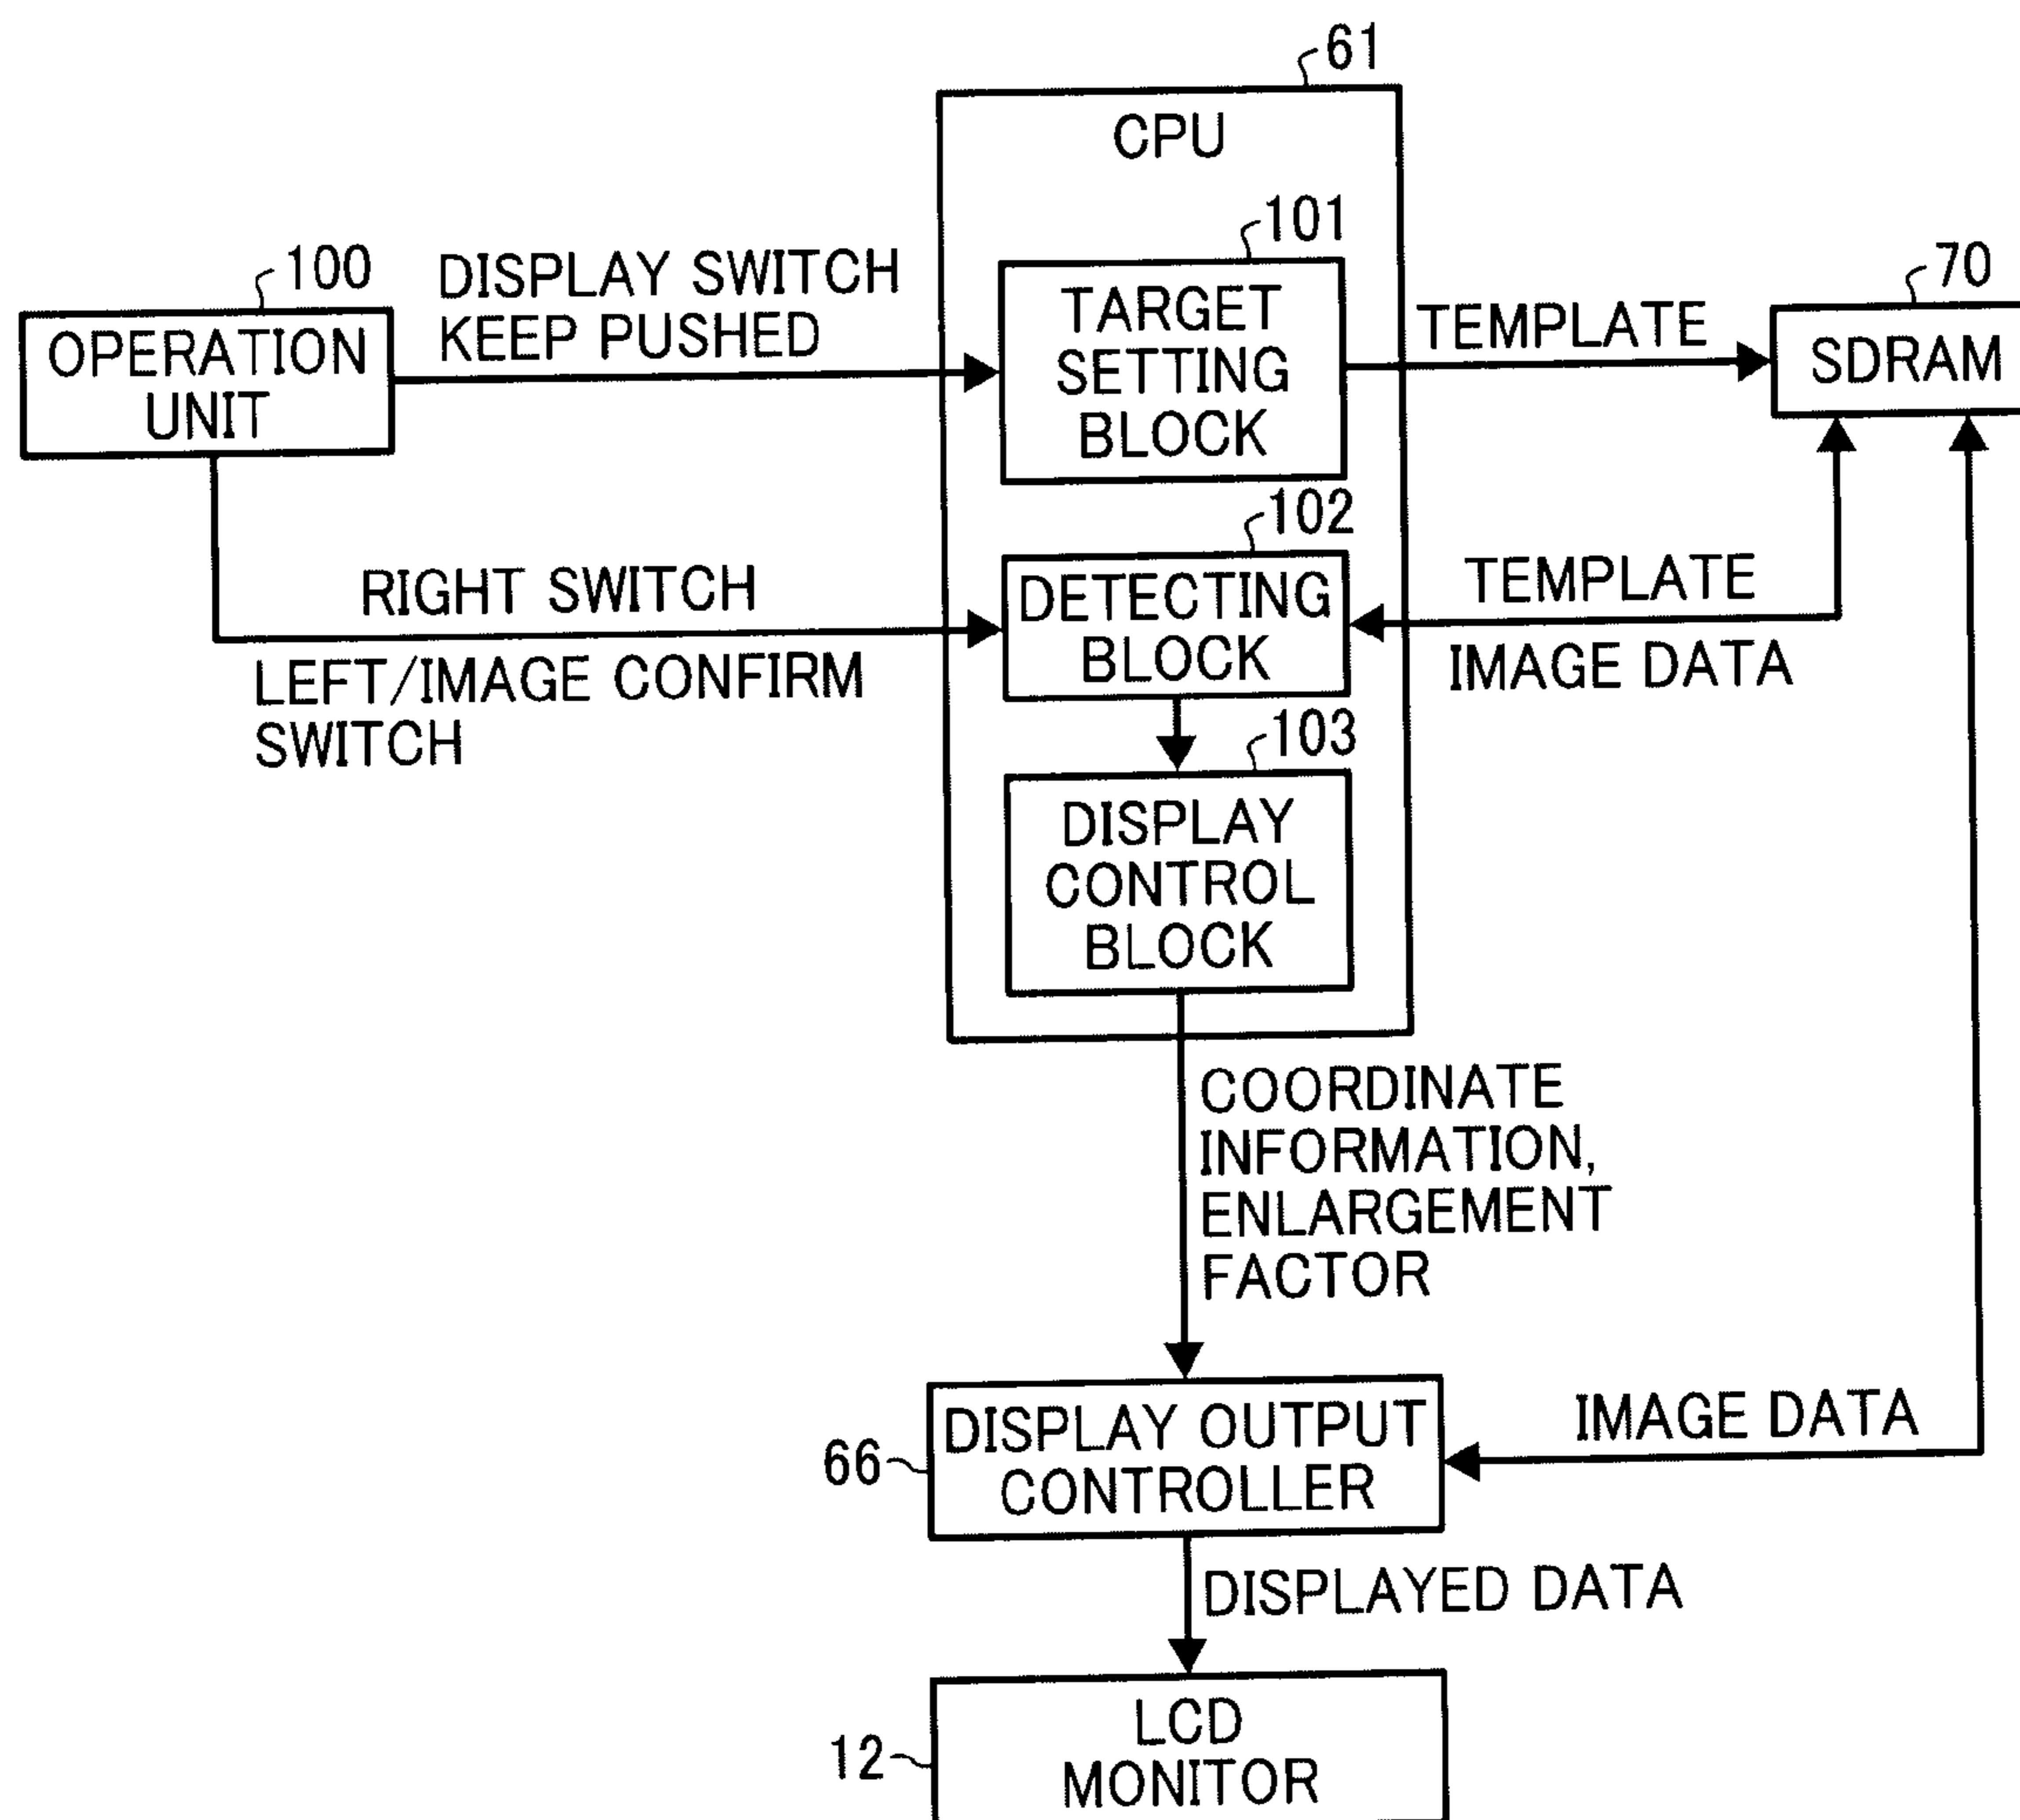 61
CPU
101
100
DISPLAY SWITCH
KEEP PUSHED
OPERATION
UNIT
TARGET
SETTING
BLOCK
TEMPLATE
70
SDRAM
102
RIGHT SWITCH
LEFT/IMAGE CONFIRM
SWITCH
DETECTING
BLOCK
TEMPLATE
IMAGE DATA
103
DISPLAY
CONTROL
BLOCK
COORDINATE
INFORMATION,
ENLARGEMENT
FACTOR
66
DISPLAY OUTPUT
CONTROLLER
IMAGE DATA
DISPLAYED DATA
12
LCD
MONITOR